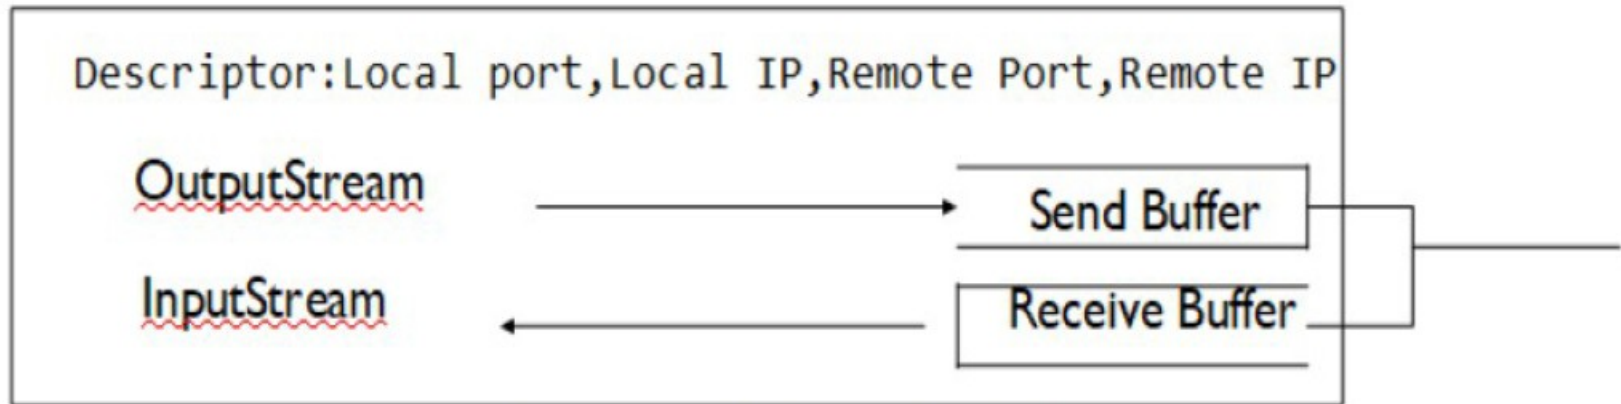 Descriptor:Local port,Local IP,Remote Port,Remote IP
OutputStream
Send Buffer
InputStream
Receive Buffer